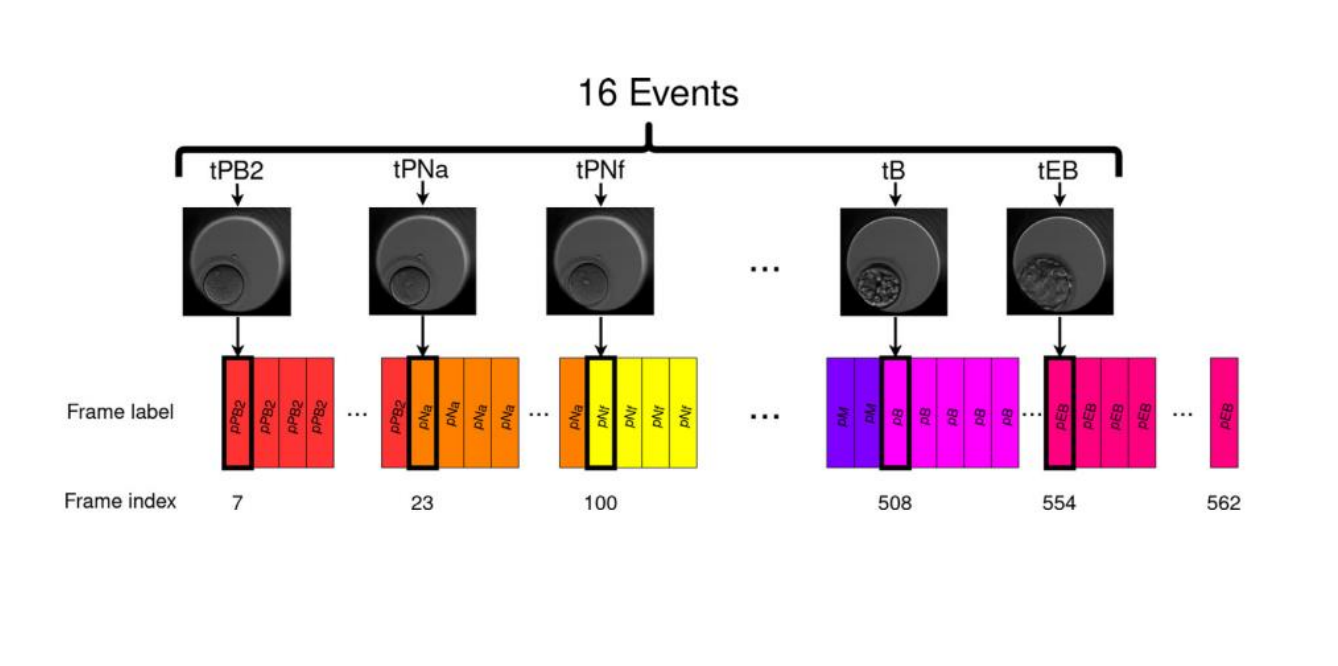 16 Events
tPB2 tPNa tPNf tB tEB
...
Frame label pPB2 pPB2 pPB2 pPB2 ... pPB2 pNa pNa pNa pNa ... pNa pNf pNf pNf pNf ... pM pM pB pB pB pB pB ... pEB pEB pEB pEB ... pEB
Frame index 7 23 100 508 554 562